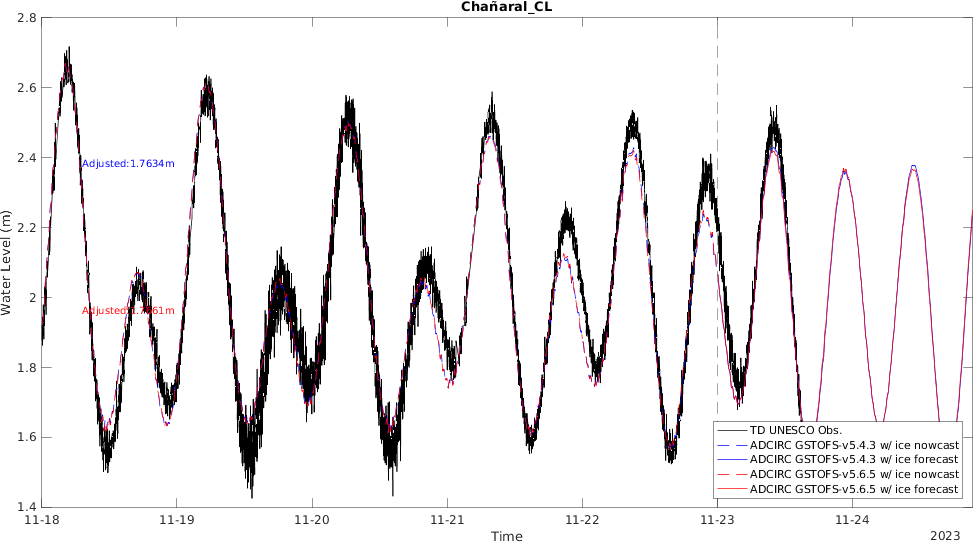 Chañaral_CL
2.8
2.6
2.4
2.2
2
1.8
1.6
1.4
Water Level (m)
Adjusted:1.7634m
11-18
11-19
11-20
11-21
11-22
11-23
11-24
Time
2023
TD UNESCO Obs.
ADCIRC GSTOFS-v5.4.3 w/ ice nowcast
ADCIRC GSTOFS-v5.4.3 w/ ice forecast
ADCIRC GSTOFS-v5.6.5 w/ ice nowcast
ADCIRC GSTOFS-v5.6.5 w/ ice forecast